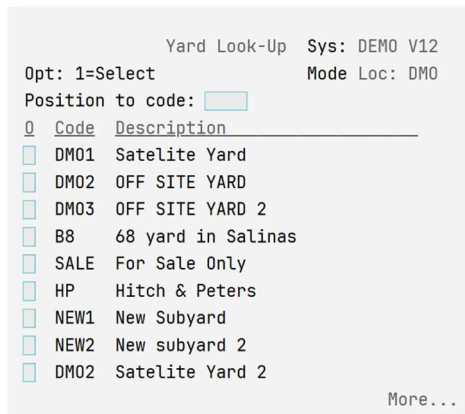 Yard Look-Up Sys: DEMO V12
Opt: 1=Select Mode Loc: DMO
Position to code:
O Code Description
DMO1 Satelite Yard
DMO2 OFF SITE YARD
DMO3 OFF SITE YARD 2
B8 68 yard in Salinas
SALE For Sale Only
HP Hitch & Peters
NEW1 New Subyard
NEW2 New subyard 2
DMO2 Satelite Yard 2
More...